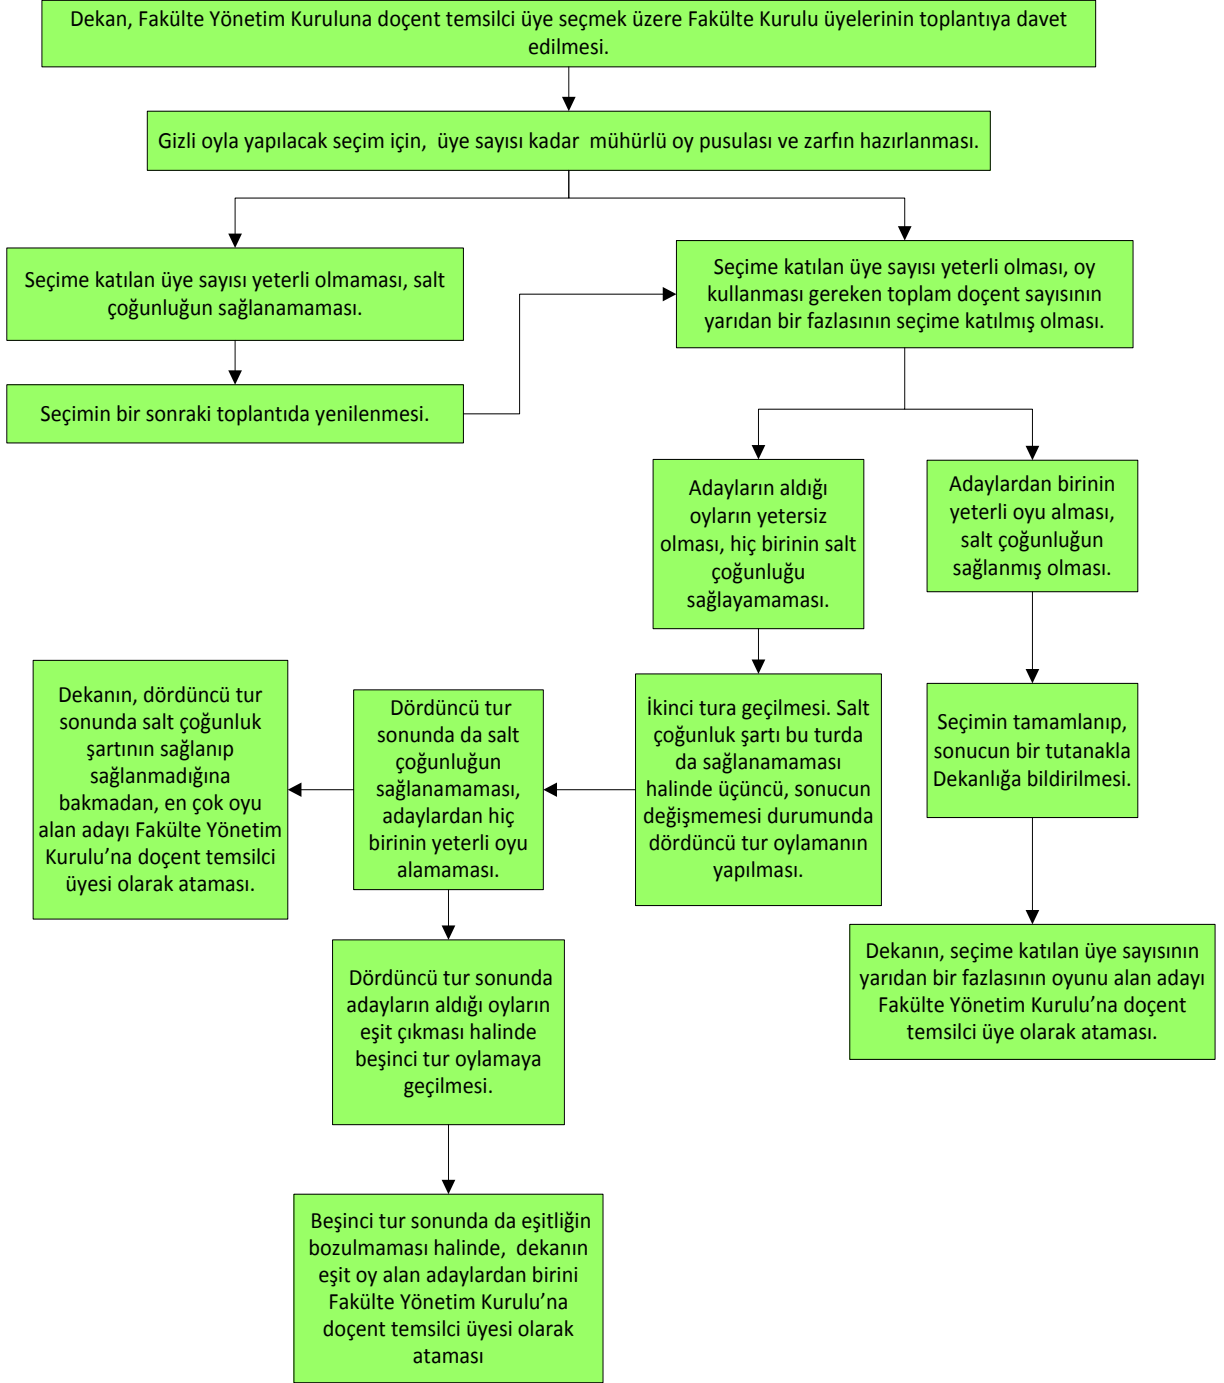 Dekan, Fakülte Yönetim Kuruluna doçent temsilci üye seçmek üzere Fakülte Kurulu üyelerinin toplantıya davet
edilmesi.
Gizli oyla yapılacak seçim için, üye sayısı kadar mühürlü oy pusulası ve zarfın hazırlanması.
Seçime katılan üye sayısı yeterli olmaması, salt
çoğunluğun sağlanamaması.
Seçime katılan üye sayısı yeterli olması, oy
kullanması gereken toplam doçent sayısının
yarıdan bir fazlasının seçime katılmış olması.
Seçimin bir sonraki toplantıda yenilenmesi.
Adayların aldığı
oyların yetersiz
olması, hiç birinin salt
çoğunluğu
sağlayamaması.
Adaylardan birinin
yeterli oyu alması,
salt çoğunluğun
sağlanmış olması.
Dekanın, dördüncü tur
sonunda salt çoğunluk
şartının sağlanıp
sağlanmadığına
bakmadan, en çok oyu
alan adayı Fakülte Yönetim
Kurulu’na doçent temsilci
üyesi olarak ataması.
Dördüncü tur
sonunda da salt
çoğunluğun
sağlanamaması,
adaylardan hiç
birinin yeterli oyu
alamaması.
İkinci tura geçilmesi. Salt
çoğunluk şartı bu turda
da sağlanamaması
halinde üçüncü, sonucun
değişmemesi durumunda
dördüncü tur oylamanın
yapılması.
Seçimin tamamlanıp,
sonucun bir tutanakla
Dekanlığa bildirilmesi.
Dördüncü tur sonunda
adayların aldığı oyların
eşit çıkması halinde
beşinci tur oylamaya
geçilmesi.
Dekanın, seçime katılan üye sayısının
yarıdan bir fazlasının oyunu alan adayı
Fakülte Yönetim Kurulu’na doçent
temsilci üye olarak ataması.
Beşinci tur sonunda da eşitliğin
bozulmaması halinde, dekanın
eşit oy alan adaylardan birini
Fakülte Yönetim Kurulu’na
doçent temsilci üyesi olarak
ataması